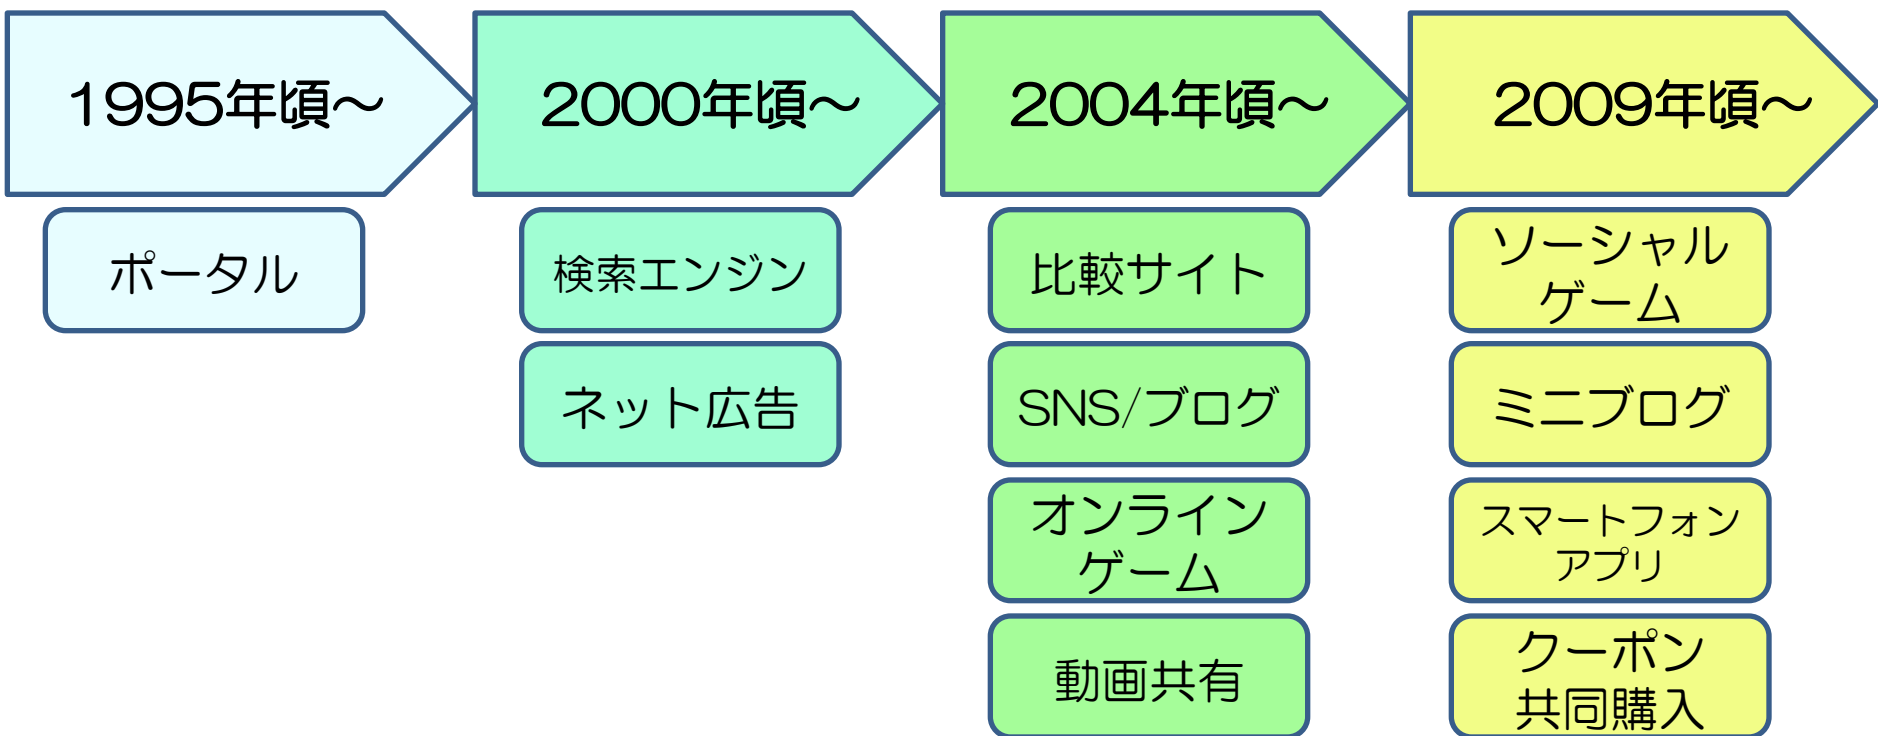 1995年頃～
2000年頃～
2004年頃～
2009年頃～
ポータル
検索エンジン
比較サイト
ソーシャル
ゲーム
ネット広告
SNS/ブログ
ミニブログ
オンライン
ゲーム
スマートフォン
アプリ
動画共有
クーポン
共同購入